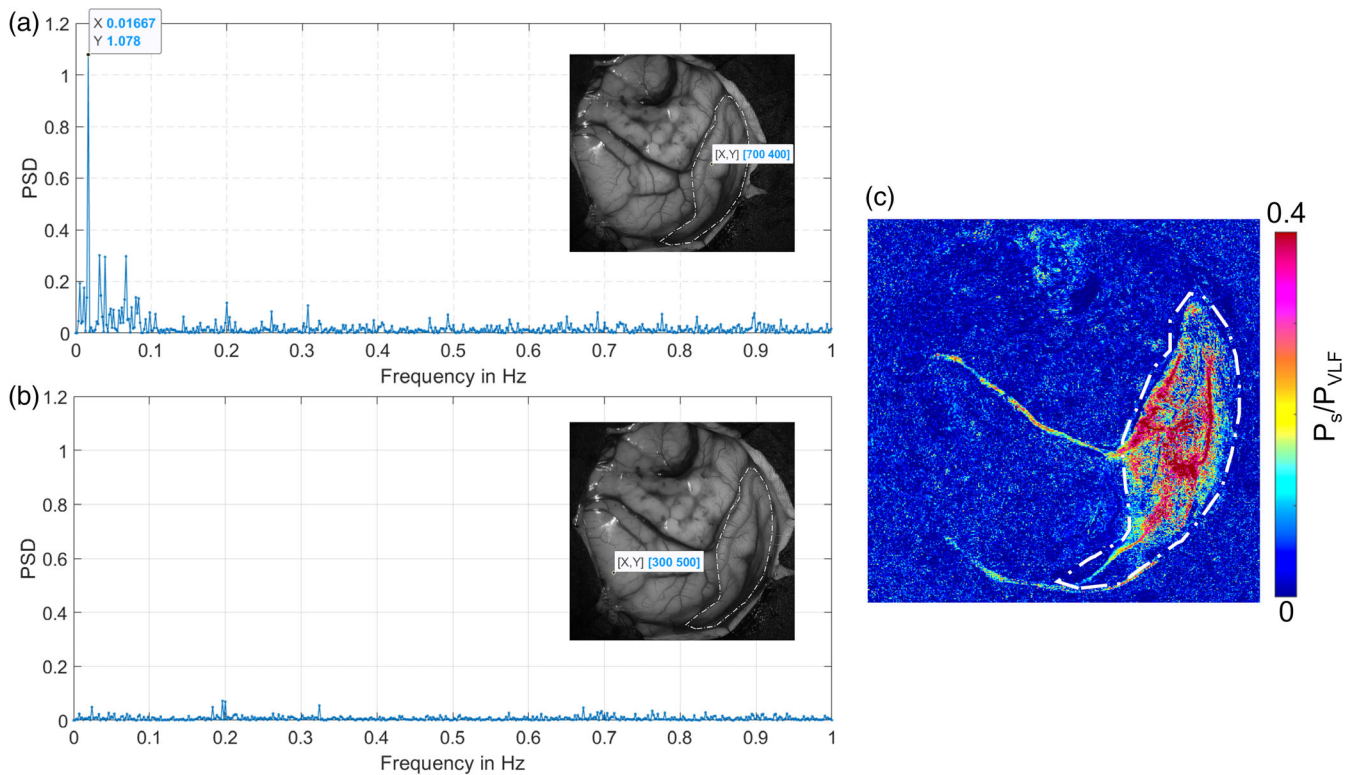 (a)
X 0.01667
Y 1.078
1.2
1
0.8
0.6
0.4
0.2
0
PSD
0 0.1 0.2 0.3 0.4 0.5 0.6 0.7 0.8 0.9 1
Frequency in Hz
[X,Y] [700 400]
(b)
1.2
1
0.8
0.6
0.4
0.2
0
PSD
0 0.1 0.2 0.3 0.4 0.5 0.6 0.7 0.8 0.9 1
Frequency in Hz
[X,Y] [300 500]
(c)
0.4
0
Ps/PVLF